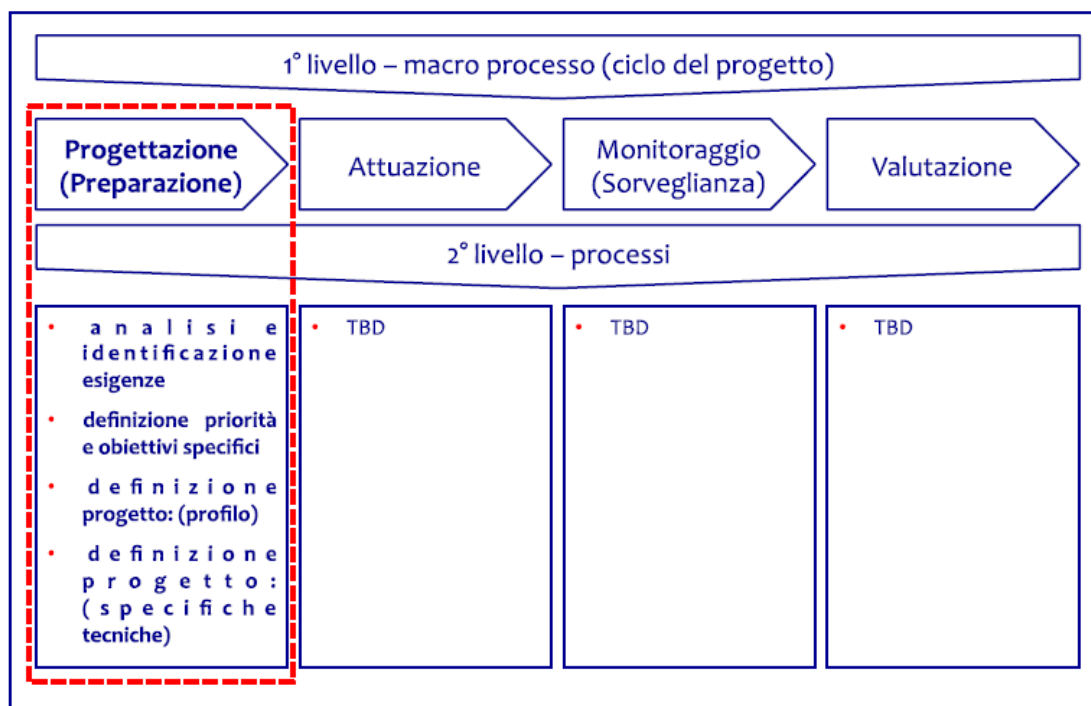 1° livello – macro processo (ciclo del progetto)
Progettazione
(Preparazione)
Attuazione
Monitoraggio
(Sorveglianza)
Valutazione
2° livello – processi
• analisi e
identificazione
esigenze
• definizione priorità
e obiettivi specifici
• definizione
progetto: (profilo)
• definizione
progetto:
(specifiche
tecniche)
• TBD
• TBD
• TBD